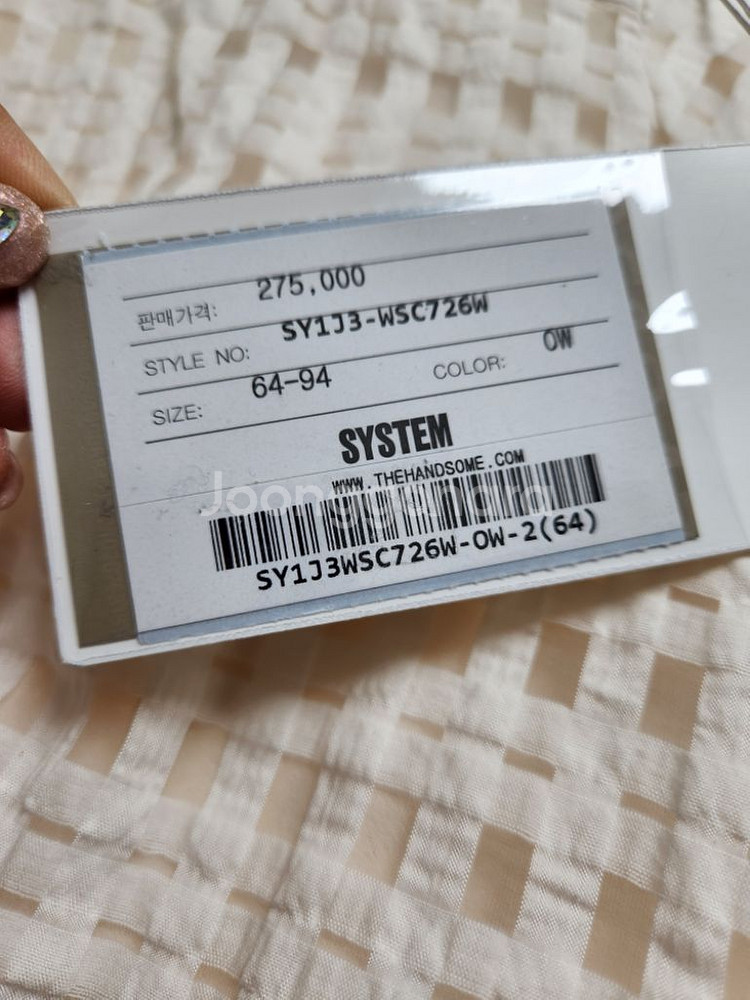 판매가격: 275,000
STYLE NO: SY1J3-WSC726W
SIZE: 64-94 COLOR: OW
SYSTEM
WWW.THEHANDSOME.COM
Joonggonara
SY1J3WSC726W-OW-2(64)